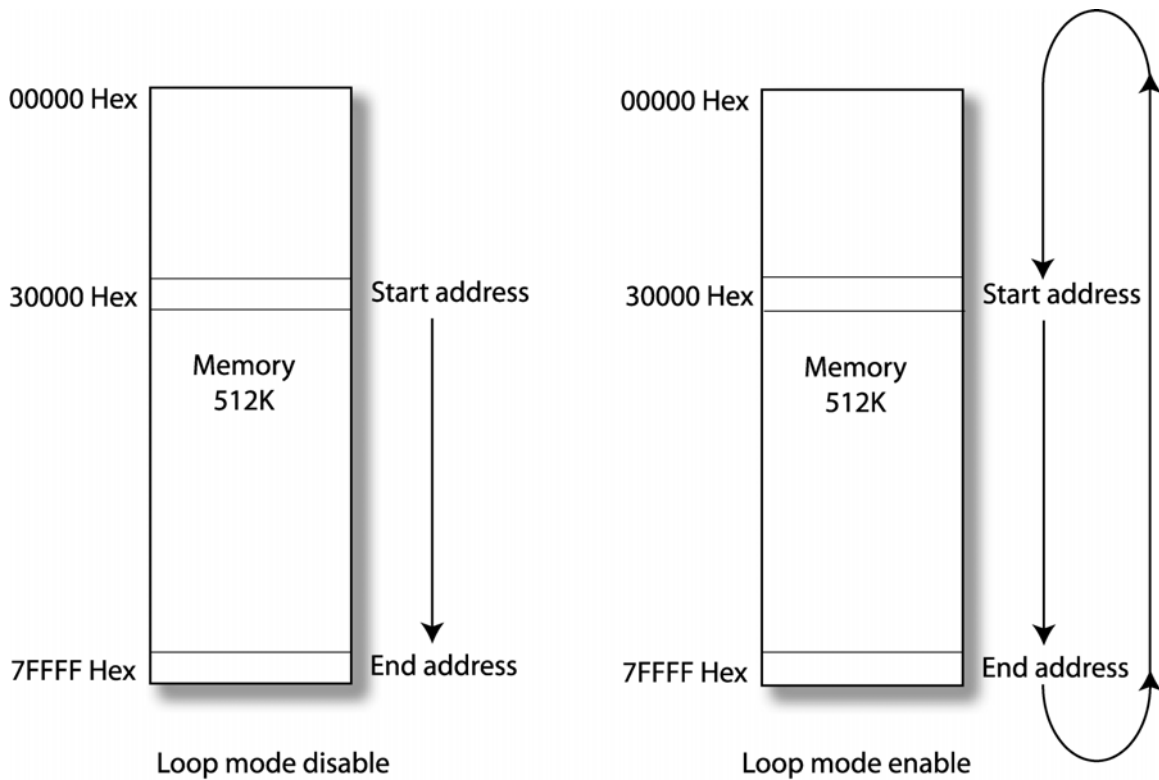 00000 Hex
30000 Hex
Start address
Memory
512K
7FFFF Hex
End address
Loop mode disable
00000 Hex
30000 Hex
Start address
Memory
512K
7FFFF Hex
End address
Loop mode enable